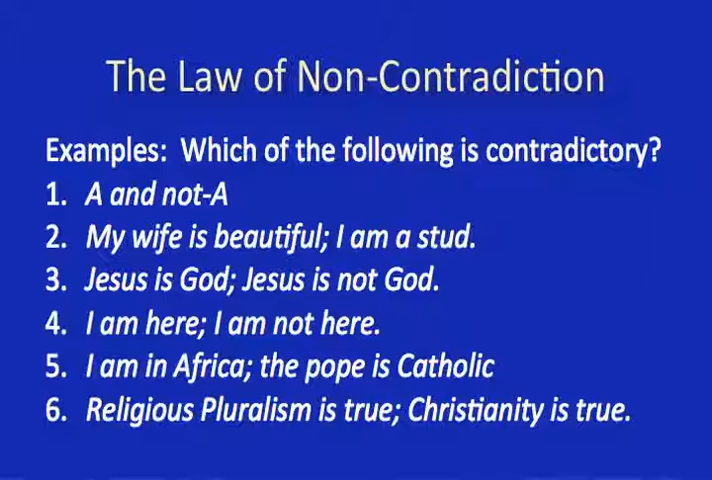 The Law of Non-Contradiction
Examples:  Which of the following is contradictory?
1. A and not-A
2. My wife is beautiful; I am a stud.
3. Jesus is God; Jesus is not God.
4. I am here; I am not here.
5. I am in Africa; the pope is Catholic
6. Religious Pluralism is true; Christianity is true.